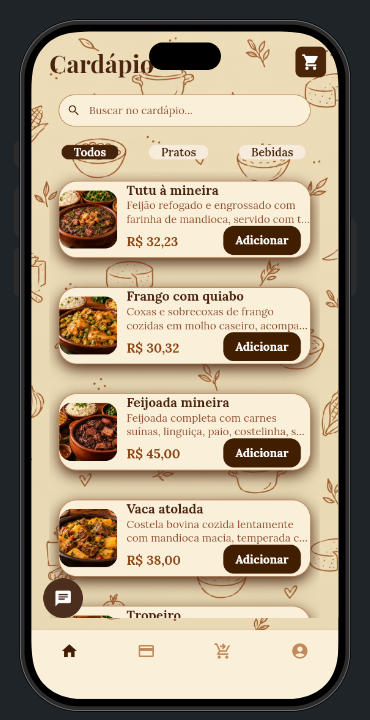 Cardápio
Buscar no cardápio...
Todos
Pratos
Bebidas
Tutu à mineira
Feijão refogado e engrossado com
farinha de mandioca, servido com t...
R$ 32,23
Adicionar
Frango com quiabo
Coxas e sobrecoxas de frango
cozidas em molho caseiro, acompa...
R$ 30,32
Adicionar
Feijoada mineira
Feijoada completa com carnes
suínas, linguiça, paio, costelinha, s...
R$ 45,00
Adicionar
Vaca atolada
Costela bovina cozida lentamente
com mandioca macia, temperada c...
R$ 38,00
Adicionar
Tropeiro